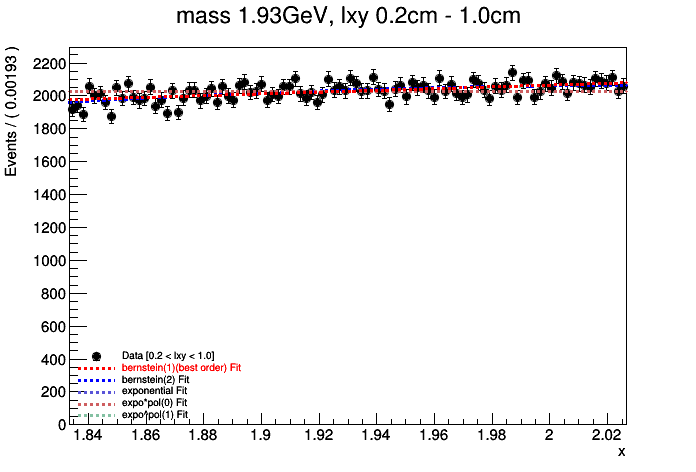 mass 1.93GeV, lxy 0.2cm - 1.0cm
Events / ( 0.00193 )
2200
2000
1800
1600
1400
1200
1000
800
600
400
200
0
Data [0.2 < lxy < 1.0]
bernstein(1)(best order) Fit
bernstein(2) Fit
exponential Fit
expo*pol(0) Fit
expo*pol(1) Fit
1.84 1.86 1.88 1.9 1.92 1.94 1.96 1.98 2 2.02
x